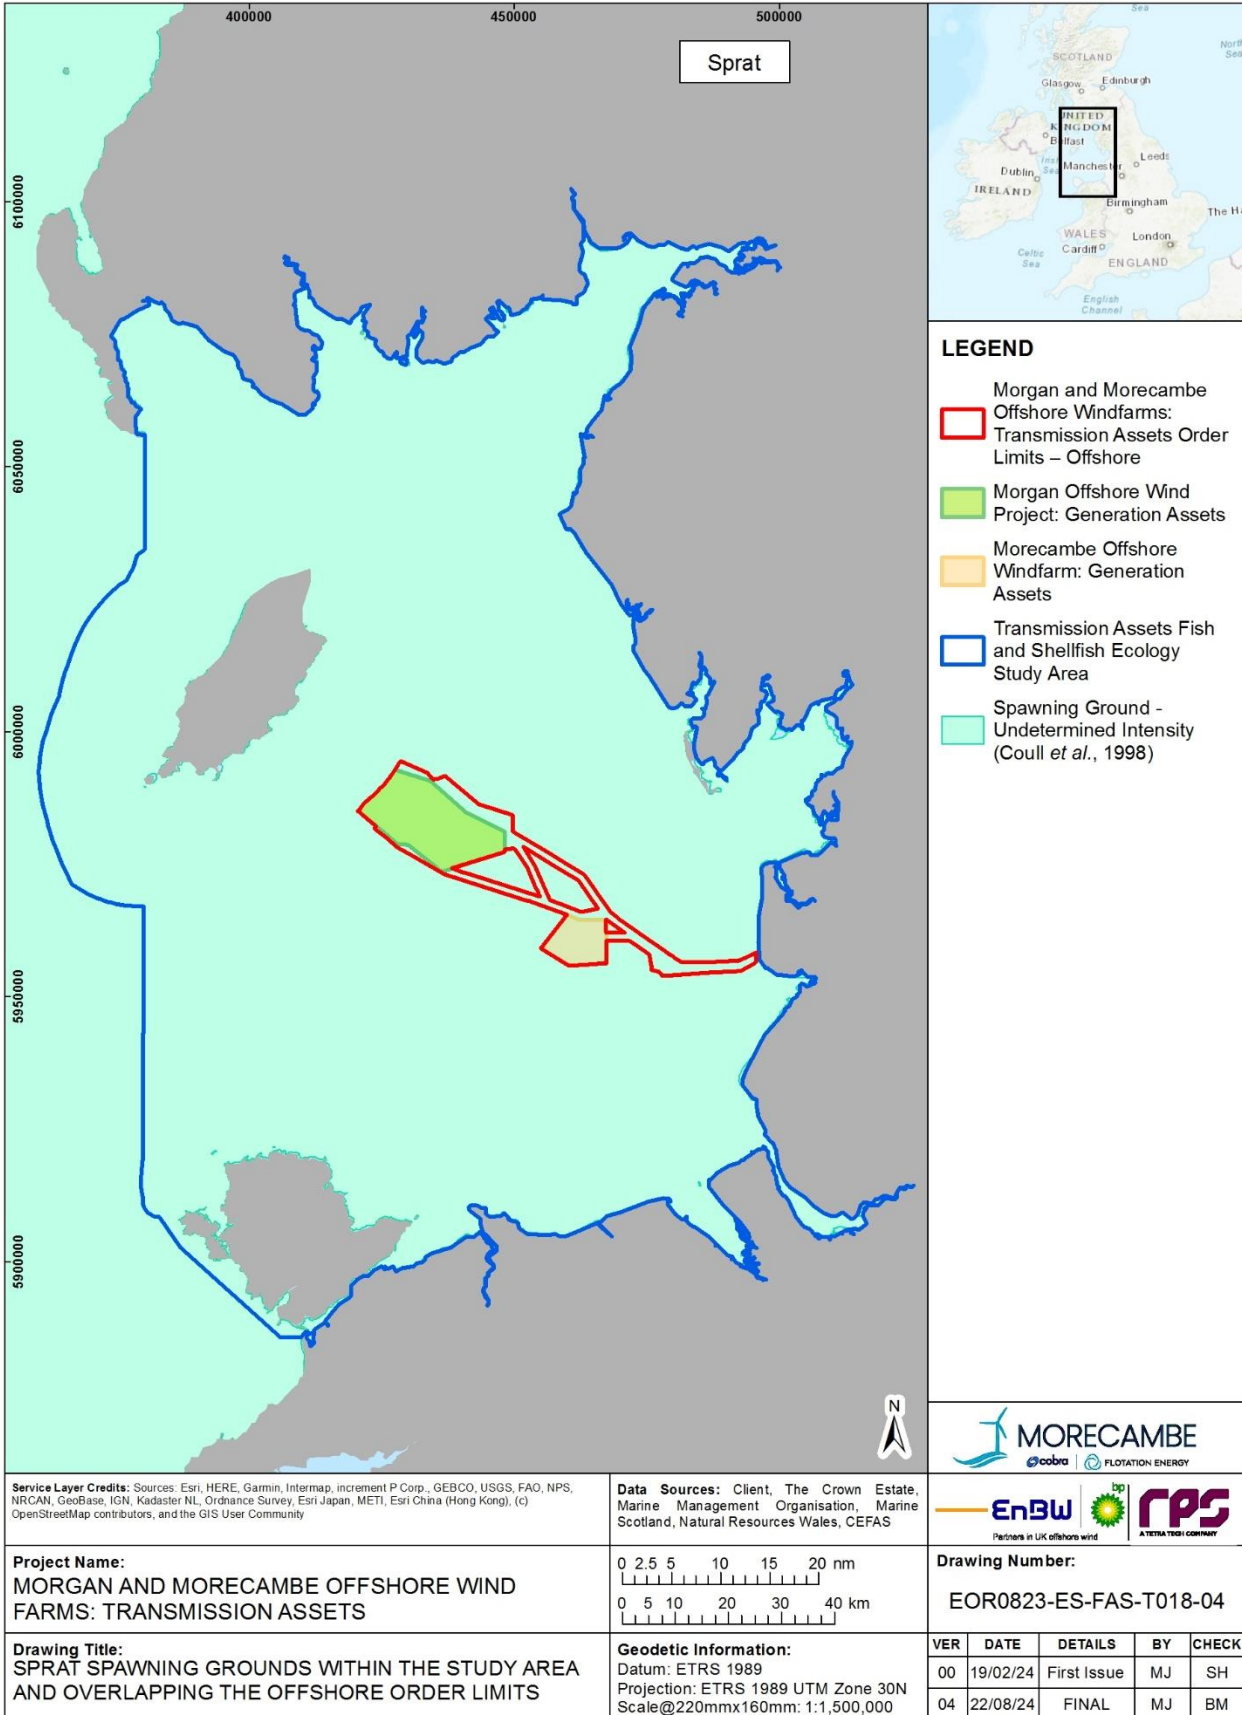 400000
450000
500000
Sprat
6100000
6050000
6000000
5950000
5900000
N
Sea
North
Sea
SCOTLAND
Glasgow
Edinburgh
UNITED
KINGDOM
Belfast
Irish
Sea
Leeds
Manchester
Dublin
IRELAND
Birmingham
The Ha
WALES
Cardiff
London
Celtic
Sea
ENGLAND
English
Channel
LEGEND
Morgan and Morecambe
Offshore Windfarms:
Transmission Assets Order
Limits – Offshore
Morgan Offshore Wind
Project: Generation Assets
Morecambe Offshore
Windfarm: Generation
Assets
Transmission Assets Fish
and Shellfish Ecology
Study Area
Spawning Ground -
Undetermined Intensity
(Coull et al., 1998)
MORECAMBE
cobra FLOTATION ENERGY
Service Layer Credits: Sources: Esri, HERE, Garmin, Intermap, increment P Corp., GEBCO, USGS, FAO, NPS,
NRCAN, GeoBase, IGN, Kadaster NL, Ordnance Survey, Esri Japan, METI, Esri China (Hong Kong), (c)
OpenStreetMap contributors, and the GIS User Community
Data Sources: Client, The Crown Estate,
Marine Management Organisation, Marine
Scotland, Natural Resources Wales, CEFAS
EnBW
bp
Partners in UK offshore wind
rps
A TETRA TECH COMPANY
Project Name:
MORGAN AND MORECAMBE OFFSHORE WIND
FARMS: TRANSMISSION ASSETS
0 2.5 5 10 15 20 nm
0 5 10 20 30 40 km
Drawing Number:
EOR0823-ES-FAS-T018-04
Drawing Title:
SPRAT SPAWNING GROUNDS WITHIN THE STUDY AREA
AND OVERLAPPING THE OFFSHORE ORDER LIMITS
Geodetic Information:
Datum: ETRS 1989
Projection: ETRS 1989 UTM Zone 30N
Scale@220mmx160mm: 1:1,500,000
VER DATE DETAILS BY CHECK
00 19/02/24 First Issue MJ SH
04 22/08/24 FINAL MJ BM